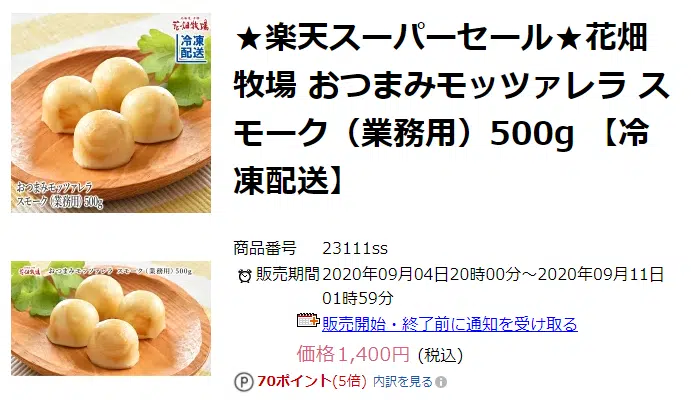 花畑牧場
冷凍
配送
おつまみモッツァレラ
スモーク(業務用)500g
★楽天スーパーセール★花畑
牧場 おつまみモッツァレラ ス
モーク（業務用）500g 【冷
凍配送】
商品番号 23111ss
販売期間 2020年09月04日20時00分～2020年09月11日
01時59分
販売開始・終了前に通知を受け取る
価格1,400円 (税込)
P 70ポイント(5倍) 内訳を見る i
花畑牧場 おつまみモッツァレラ スモーク(業務用)500g